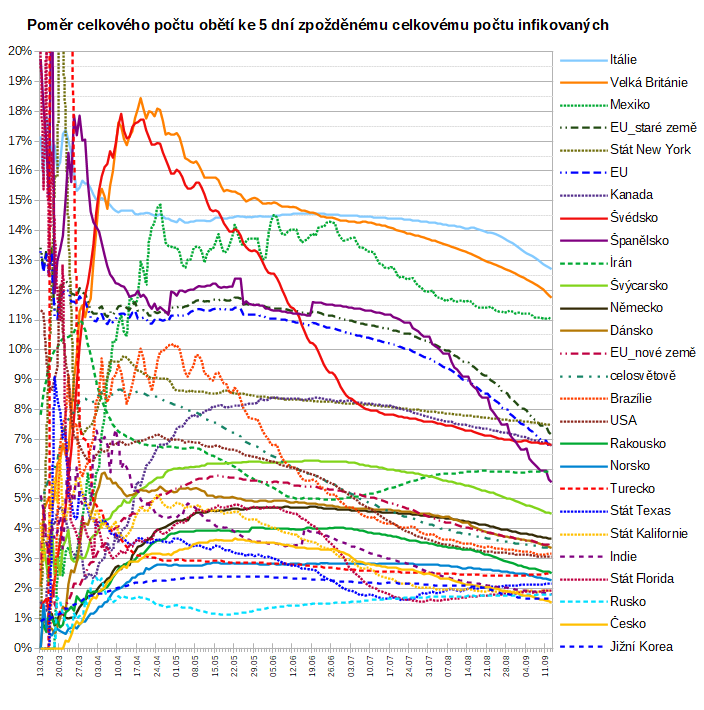 Poměr celkového počtu obětí ke 5 dní zpožděnému celkovému počtu infikovaných
20%
19%
18%
17%
16%
15%
14%
13%
12%
11%
10%
9%
8%
7%
6%
5%
4%
3%
2%
1%
0%
13.03
20.03
27.03
03.04
10.04
17.04
24.04
01.05
08.05
15.05
22.05
29.05
05.06
12.06
19.06
26.06
03.07
10.07
17.07
24.07
31.07
07.08
14.08
21.08
28.08
04.09
11.09
Itálie
Velká Británie
Mexiko
EU_staré země
Stát New York
EU
Kanada
Švédsko
Španělsko
Írán
Švýcarsko
Německo
Dánsko
EU_nové země
celosvětové
Brazílie
USA
Rakousko
Norsko
Turecko
Stát Texas
Stát Kalifornie
Indie
Stát Florida
Rusko
Česko
Jižní Korea